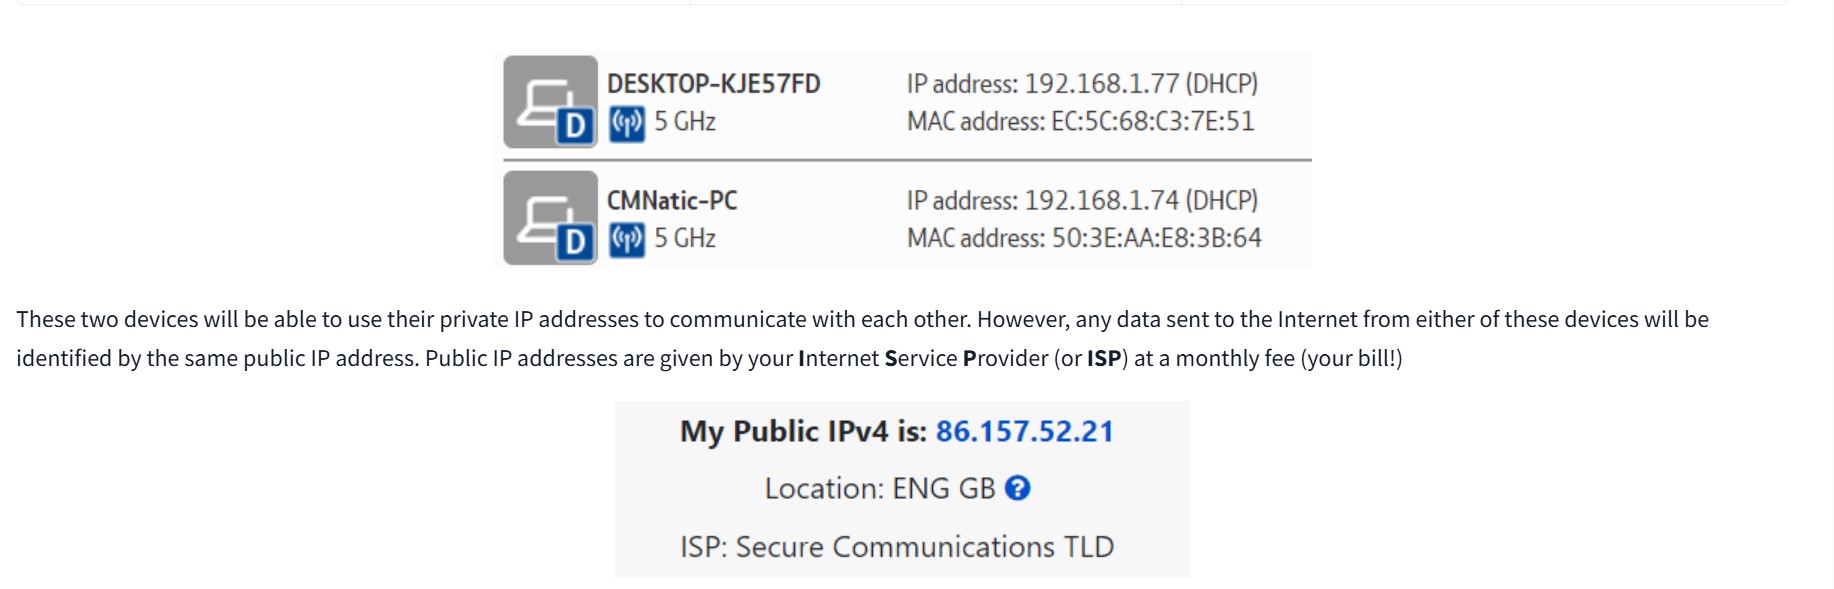 DESKTOP-KJE57FD
IP address: 192.168.1.77 (DHCP)
D
5 GHz
MAC address: EC:5C:68:C3:7E:51
CMNatic-PC
IP address: 192.168.1.74 (DHCP)
D
5 GHz
MAC address: 50:3E:AA:E8:3B:64
These two devices will be able to use their private IP addresses to communicate with each other. However, any data sent to the Internet from either of these devices will be
identified by the same public IP address. Public IP addresses are given by your Internet Service Provider (or ISP) at a monthly fee (your bill!)
My Public IPv4 is: 86.157.52.21
Location: ENG GB ?
ISP: Secure Communications TLD